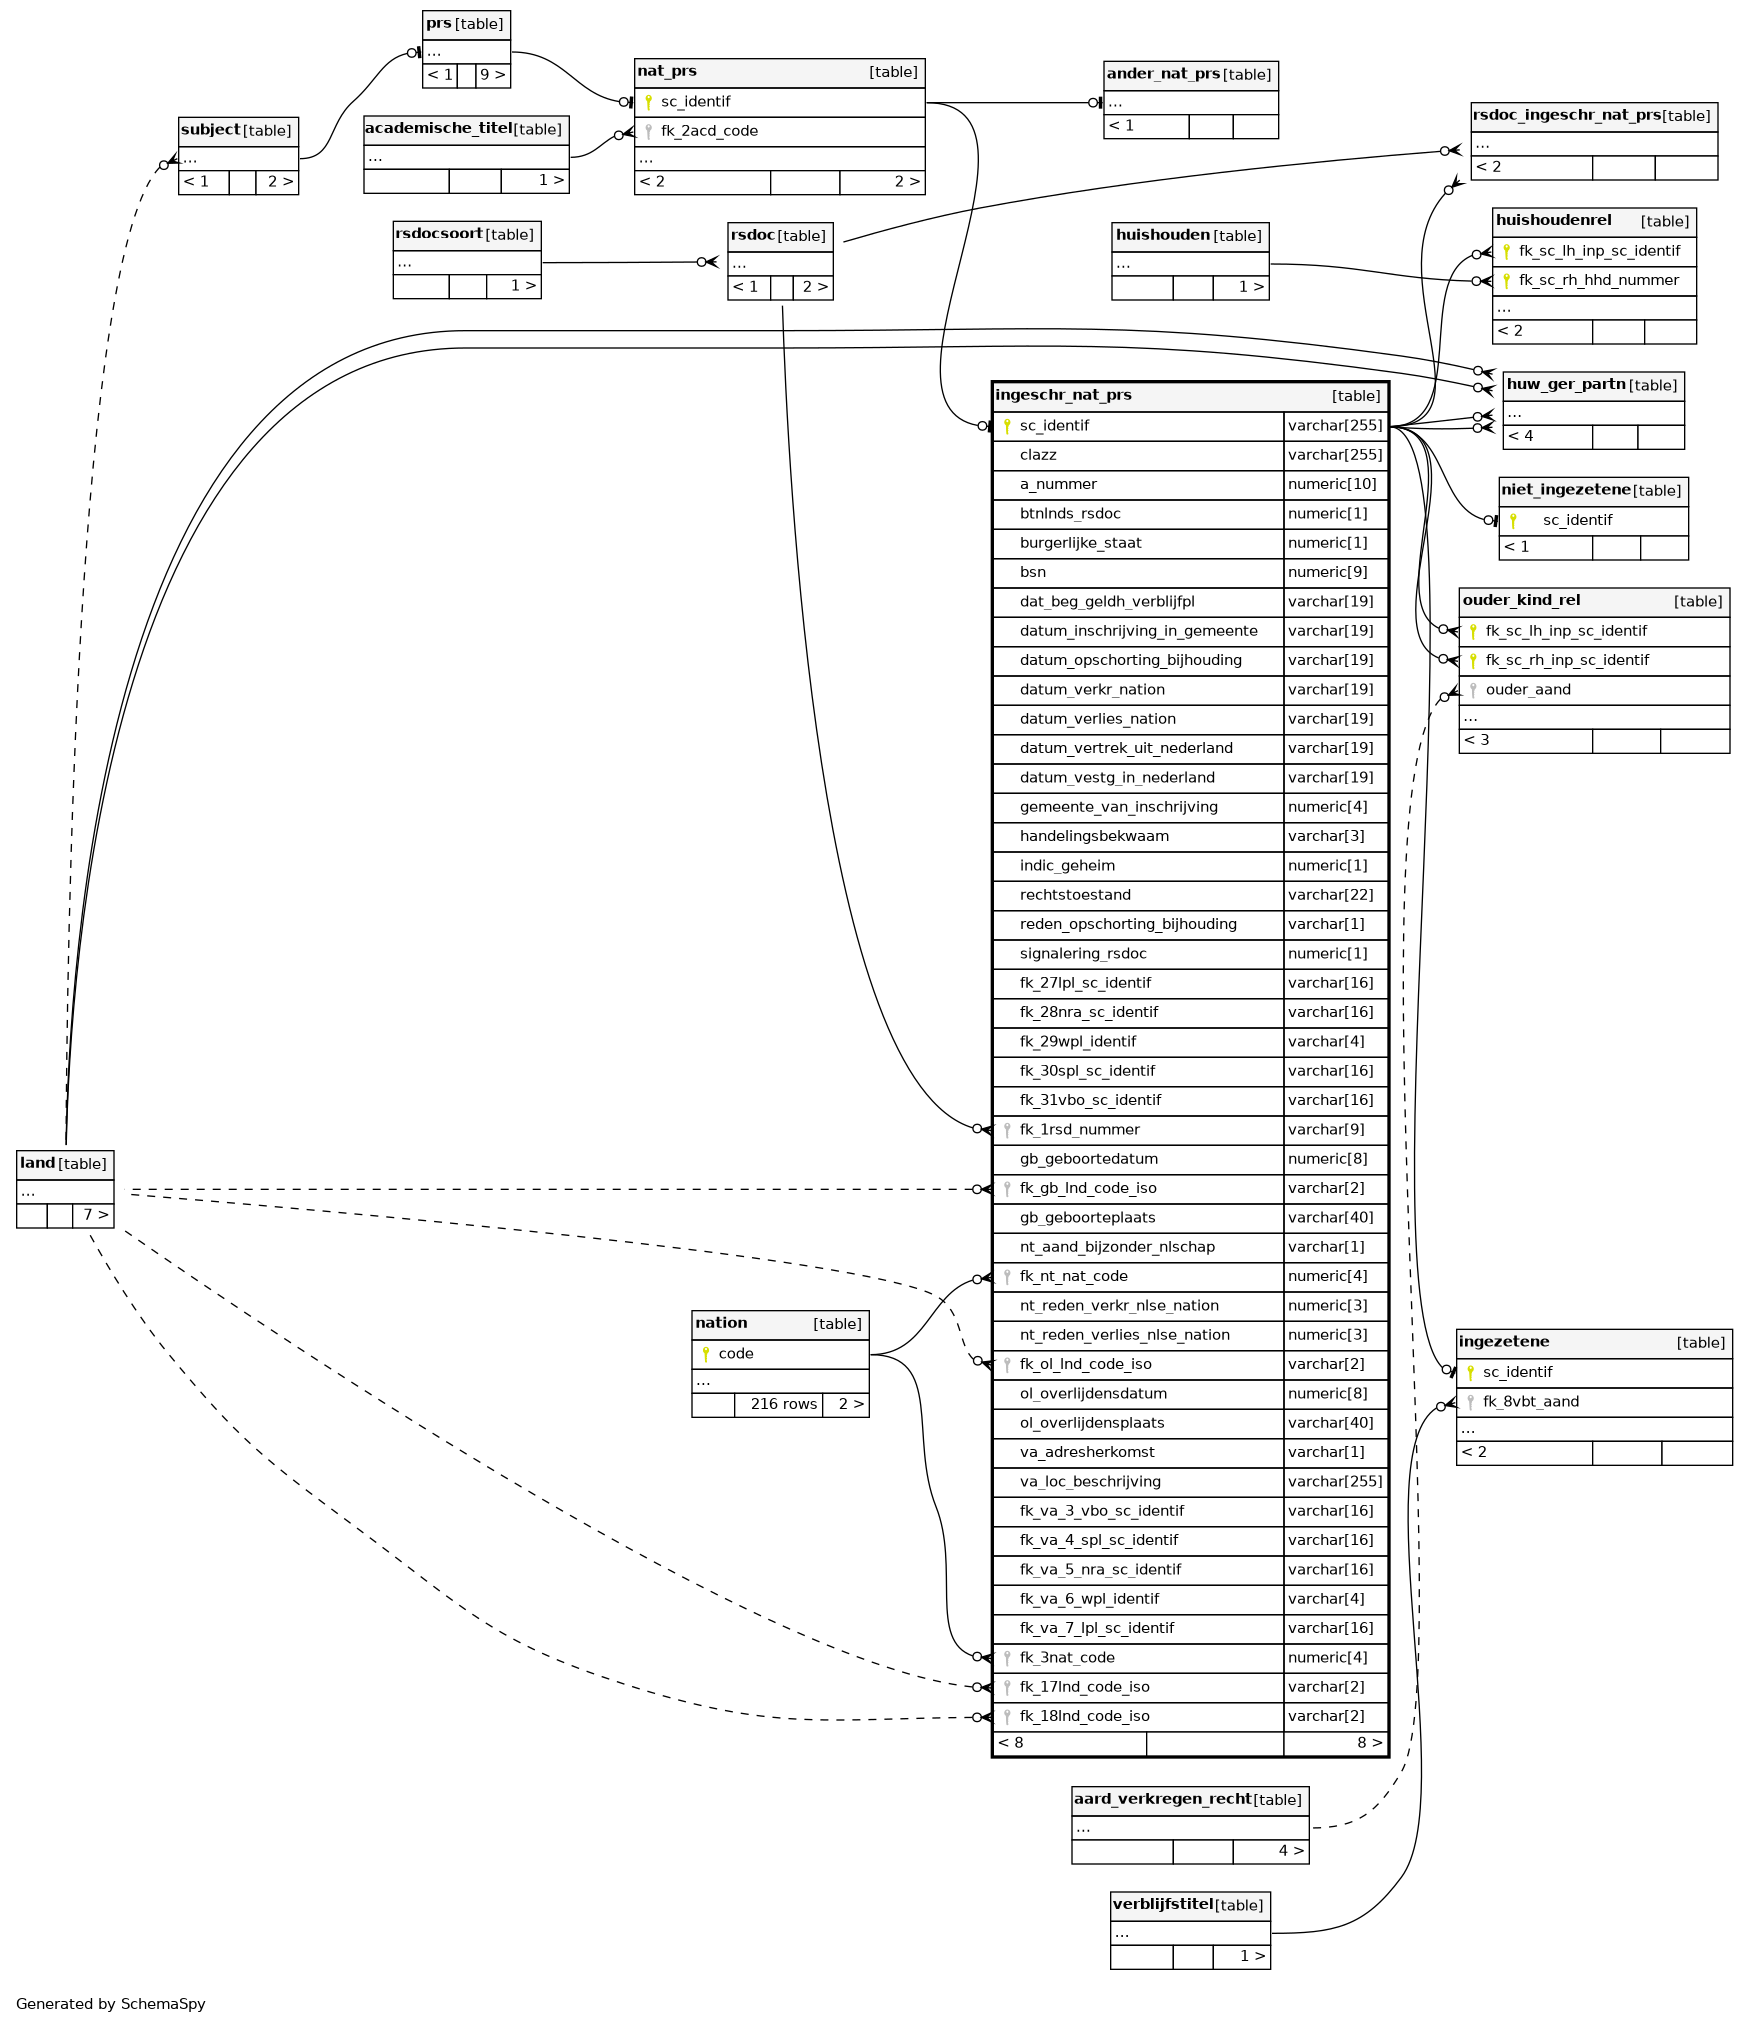 prs [table]
...
< 1 9 >
nat_prs [table]
sc_identif
fk_2acd_code
...
< 2 2 >
ander_nat_prs [table]
...
< 1
rsdoc_ingeschr_nat_prs [table]
...
< 2
subject [table]
...
< 1 2 >
academische_titel [table]
...
1 >
rsdocsoort [table]
...
1 >
rsdoc [table]
...
< 1 2 >
huishouden [table]
...
1 >
huishoudenrel [table]
fk_sc_lh_inp_sc_identif
fk_sc_rh_hhd_nummer
...
< 2
huw_ger_partn [table]
...
< 4
niet_ingezetene [table]
sc_identif
< 1
ouder_kind_rel [table]
fk_sc_lh_inp_sc_identif
fk_sc_rh_inp_sc_identif
ouder_aand
...
< 3
ingeschr_nat_prs [table]
sc_identif varchar[255]
clazz varchar[255]
a_nummer numeric[10]
btnlnds_rsdoc numeric[1]
burgerlijke_staat numeric[1]
bsn numeric[9]
dat_beg_geldh_verblijfpl varchar[19]
datum_inschrijving_in_gemeente varchar[19]
datum_opschorting_bijhouding varchar[19]
datum_verkr_nation varchar[19]
datum_verlies_nation varchar[19]
datum_vertrek_uit_nederland varchar[19]
datum_vestg_in_nederland varchar[19]
gemeente_van_inschrijving numeric[4]
handelingsbekwaam varchar[3]
indic_geheim numeric[1]
rechtstoestand varchar[22]
reden_opschorting_bijhouding varchar[1]
signalering_rsdoc numeric[1]
fk_27lpl_sc_identif varchar[16]
fk_28nra_sc_identif varchar[16]
fk_29wpl_identif varchar[4]
fk_30spl_sc_identif varchar[16]
fk_31vbo_sc_identif varchar[16]
fk_1rsd_nummer varchar[9]
gb_geboortedatum numeric[8]
fk_gb_lnd_code_iso varchar[2]
gb_geboorteplaats varchar[40]
nt_aand_bijzonder_nlschap varchar[1]
fk_nt_nat_code numeric[4]
nt_reden_verkr_nlse_nation numeric[3]
nt_reden_verlies_nlse_nation numeric[3]
fk_ol_lnd_code_iso varchar[2]
ol_overlijdensdatum numeric[8]
ol_overlijdensplaats varchar[40]
va_adresherkomst varchar[1]
va_loc_beschrijving varchar[255]
fk_va_3_vbo_sc_identif varchar[16]
fk_va_4_spl_sc_identif varchar[16]
fk_va_5_nra_sc_identif varchar[16]
fk_va_6_wpl_identif varchar[4]
fk_va_7_lpl_sc_identif varchar[16]
fk_3nat_code numeric[4]
fk_17lnd_code_iso varchar[2]
fk_18lnd_code_iso varchar[2]
< 8 8 >
land [table]
...
7 >
nation [table]
code
...
216 rows 2 >
ingezetene [table]
sc_identif
fk_8vbt_aand
...
< 2
aard_verkregen_recht [table]
...
4 >
verblijfstitel [table]
...
1 >
Generated by SchemaSpy